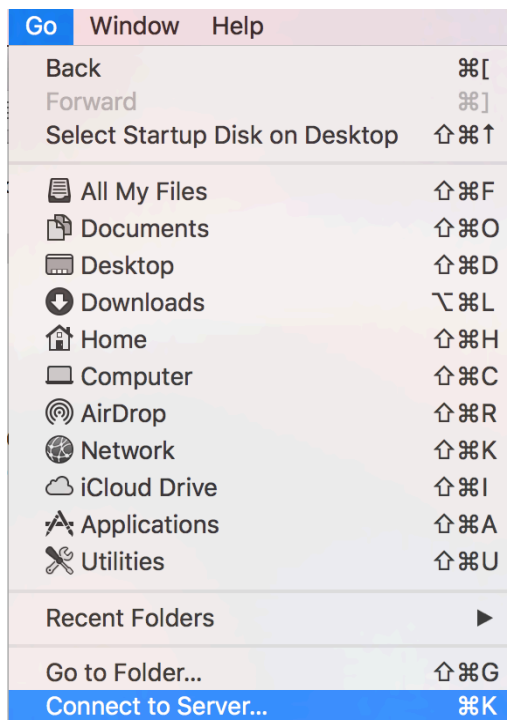 Go Window Help
Back ⌘[
Forward ⌘]
Select Startup Disk on Desktop ⇧⌘↑
All My Files ⇧⌘F
Documents ⇧⌘O
Desktop ⇧⌘D
Downloads ⌥⌘L
Home ⇧⌘H
Computer ⇧⌘C
AirDrop ⇧⌘R
Network ⇧⌘K
iCloud Drive ⇧⌘I
Applications ⇧⌘A
Utilities ⇧⌘U
Recent Folders ▶
Go to Folder... ⇧⌘G
Connect to Server... ⌘K